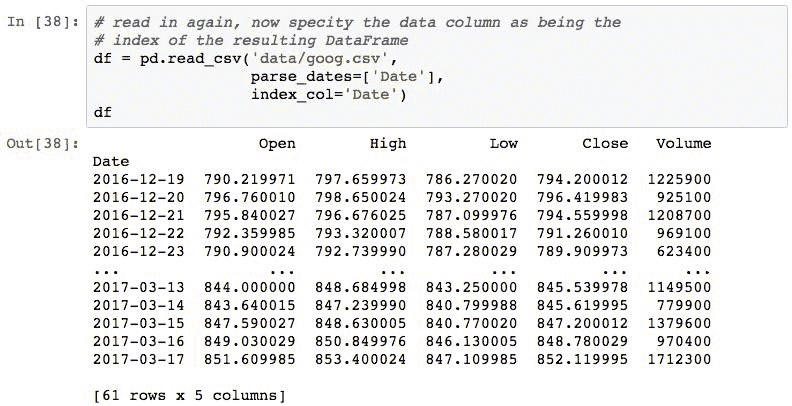 In [38]: # read in again, now specity the data column as being the
# index of the resulting DataFrame
df = pd.read_csv('data/goog.csv',
parse_dates=['Date'],
index_col='Date')
df
Out[38]: Open High Low Close Volume
Date
2016-12-19 790.219971 797.659973 786.270020 794.200012 1225900
2016-12-20 796.760010 798.650024 793.270020 796.419983 925100
2016-12-21 795.840027 796.676025 787.099976 794.559998 1208700
2016-12-22 792.359985 793.320007 788.580017 791.260010 969100
2016-12-23 790.900024 792.739990 787.280029 789.909973 623400
... ... ... ... ... ...
2017-03-13 844.000000 848.684998 843.250000 845.539978 1149500
2017-03-14 843.640015 847.239990 840.799988 845.619995 779900
2017-03-15 847.590027 848.630005 840.770020 847.200012 1379600
2017-03-16 849.030029 850.849976 846.130005 848.780029 970400
2017-03-17 851.609985 853.400024 847.109985 852.119995 1712300
[61 rows x 5 columns]